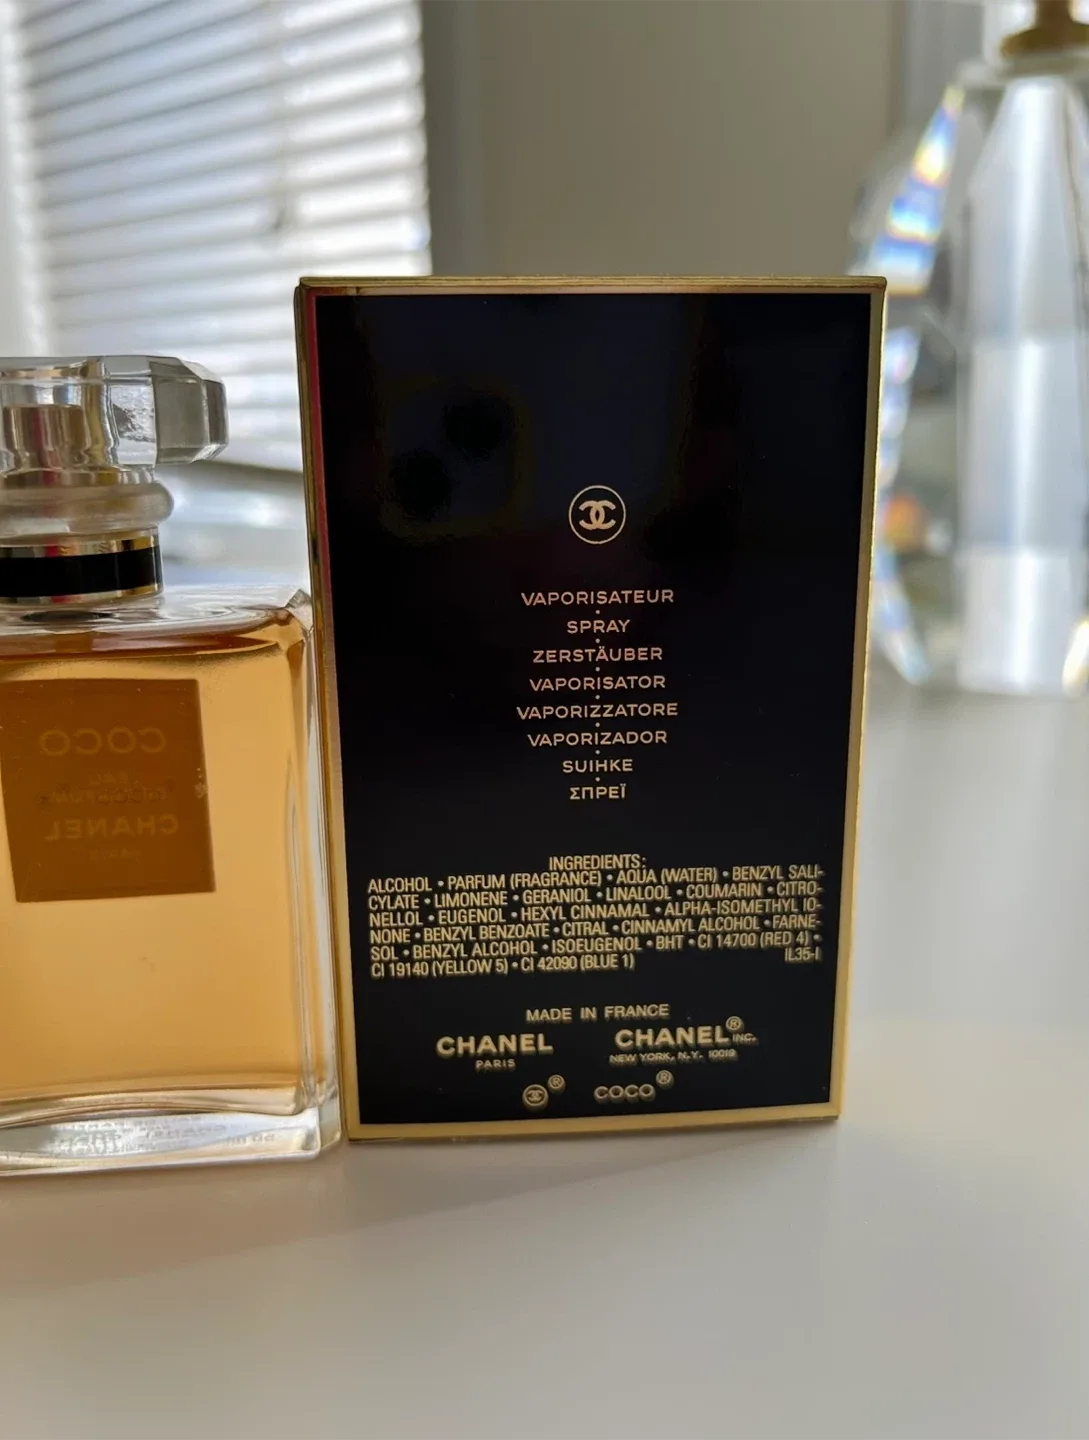 VAPORISATEUR
•
SPRAY
•
ZERSTÄUBER
•
VAPORISATOR
•
VAPORIZZATORE
•
VAPORIZADOR
•
SUIHKE
•
ΣΠΡΕΪ
INGREDIENTS:
ALCOHOL • PARFUM (FRAGRANCE) • AQUA (WATER) • BENZYL SALI-
CYLATE • LIMONENE • GERANIOL • LINALOOL • COUMARIN • CITRO-
NELLOL • EUGENOL • HEXYL CINNAMAL • ALPHA-ISOMETHYL IO-
NONE • BENZYL BENZOATE • CITRAL • CINNAMYL ALCOHOL • FARNE-
SOL • BENZYL ALCOHOL • ISOEUGENOL • BHT • CI 14700 (RED 4) •
CI 19140 (YELLOW 5) • CI 42090 (BLUE 1) IL35-I
MADE IN FRANCE
CHANEL CHANEL® INC.
PARIS NEW YORK, N.Y. 10019
® COCO®
COCO
EAU
CHANEL
PARIS